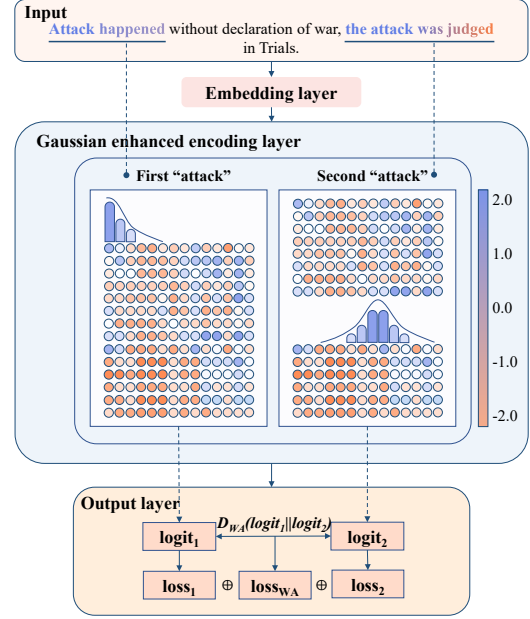 Input
Attack happened without declaration of war, the attack was judged
in Trials.
Embedding layer
Gaussian enhanced encoding layer
First “attack”
Second “attack”
2.0
1.0
0.0
-1.0
-2.0
Output layer
D_WA(logit_1||logit_2)
logit_1
logit_2
loss_1 ⊕ loss_WA ⊕ loss_2